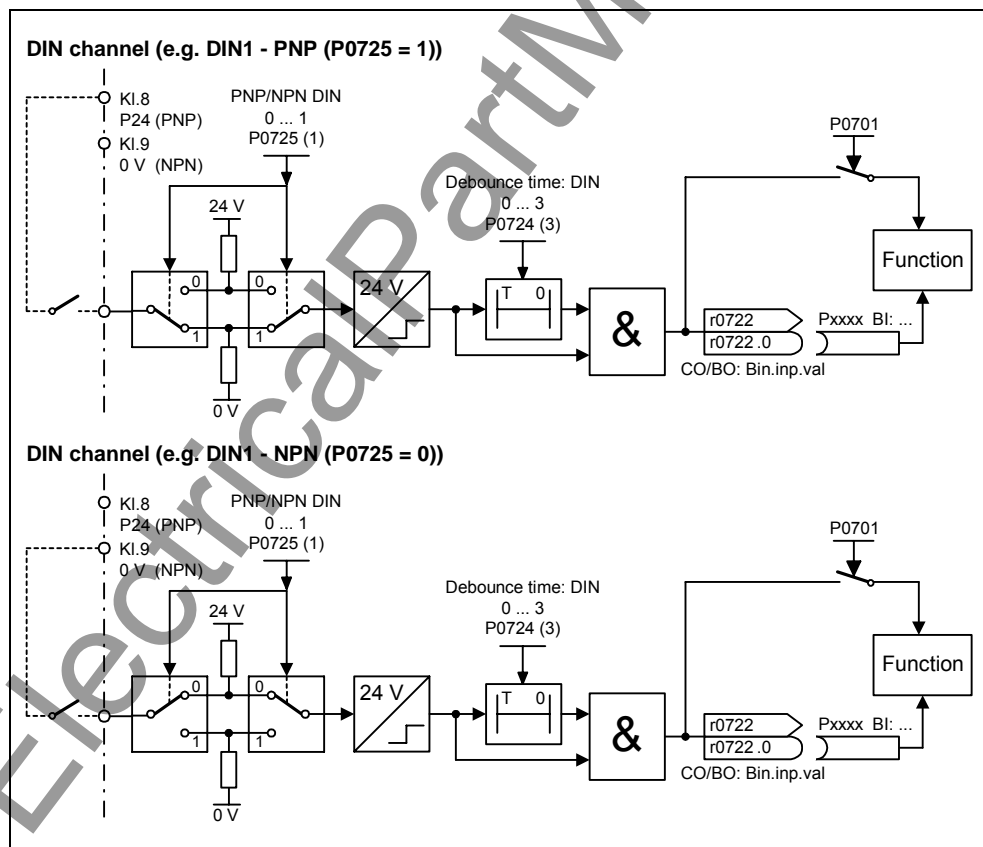 DIN channel (e.g. DIN1 - PNP (P0725 = 1))
Kl.8
P24 (PNP)
Kl.9
0 V (NPN)
PNP/NPN DIN
0 ... 1
P0725 (1)
24 V
0
0
1
1
0 V
24 V
Debounce time: DIN
0 ... 3
P0724 (3)
T 0
&
P0701
Function
r0722
r0722 .0
Pxxxx BI: ...
CO/BO: Bin.inp.val
DIN channel (e.g. DIN1 - NPN (P0725 = 0))
Kl.8
P24 (PNP)
Kl.9
0 V (NPN)
PNP/NPN DIN
0 ... 1
P0725 (1)
24 V
0
0
1
1
0 V
24 V
Debounce time: DIN
0 ... 3
P0724 (3)
T 0
&
P0701
Function
r0722
r0722 .0
Pxxxx BI: ...
CO/BO: Bin.inp.val
ElectricalPartM